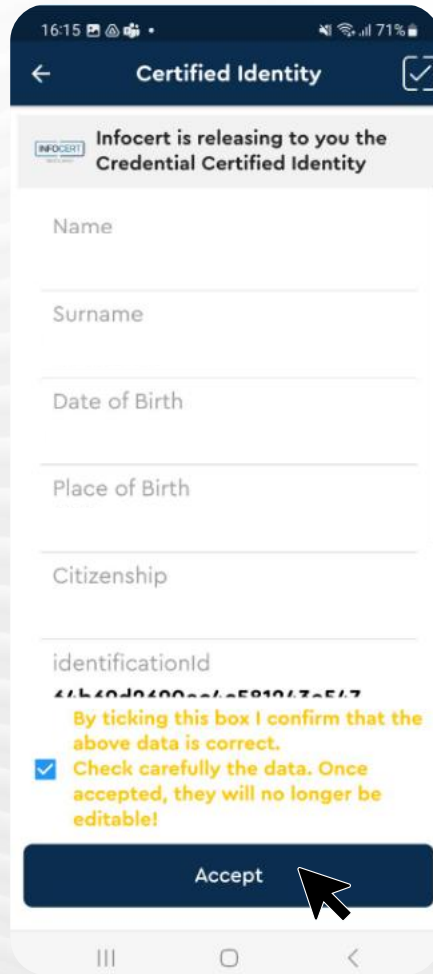 16:15 71%
Certified Identity
INFOCERT
Infocert is releasing to you the
Credential Certified Identity
Name
Surname
Date of Birth
Place of Birth
Citizenship
identificationId
By ticking this box I confirm that the
above data is correct.
Check carefully the data. Once
accepted, they will no longer be
editable!
Accept